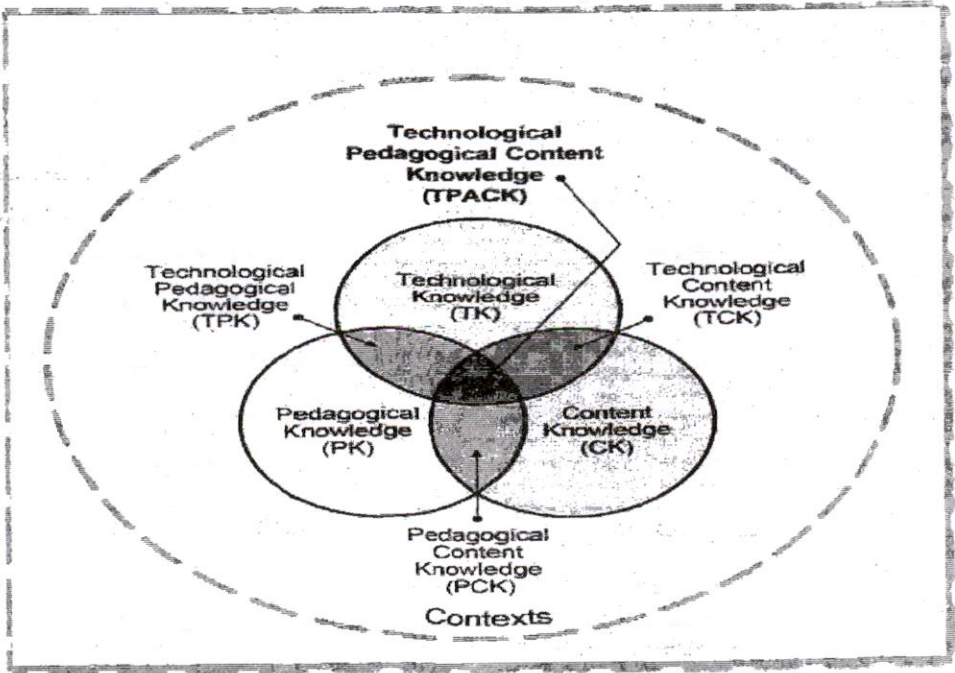 Technological
Pedagogical Content
Knowledge
(TPACK)
Technological
Pedagogical
Knowledge
(TPK)
Technological
Knowledge
(TK)
Technological
Content
Knowledge
(TCK)
Pedagogical
Knowledge
(PK)
Content
Knowledge
(CK)
Pedagogical
Content
Knowledge
(PCK)
Contexts